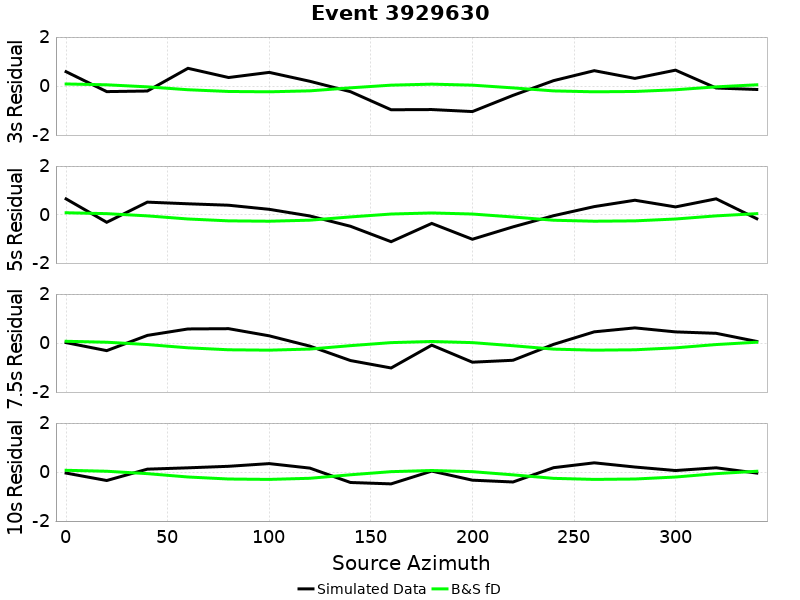 Event 3929630
3s Residual
2
0
-2
5s Residual
2
0
-2
7.5s Residual
2
0
-2
10s Residual
2
0
-2
0 50 100 150 200 250 300
Source Azimuth
Simulated Data B&S fD